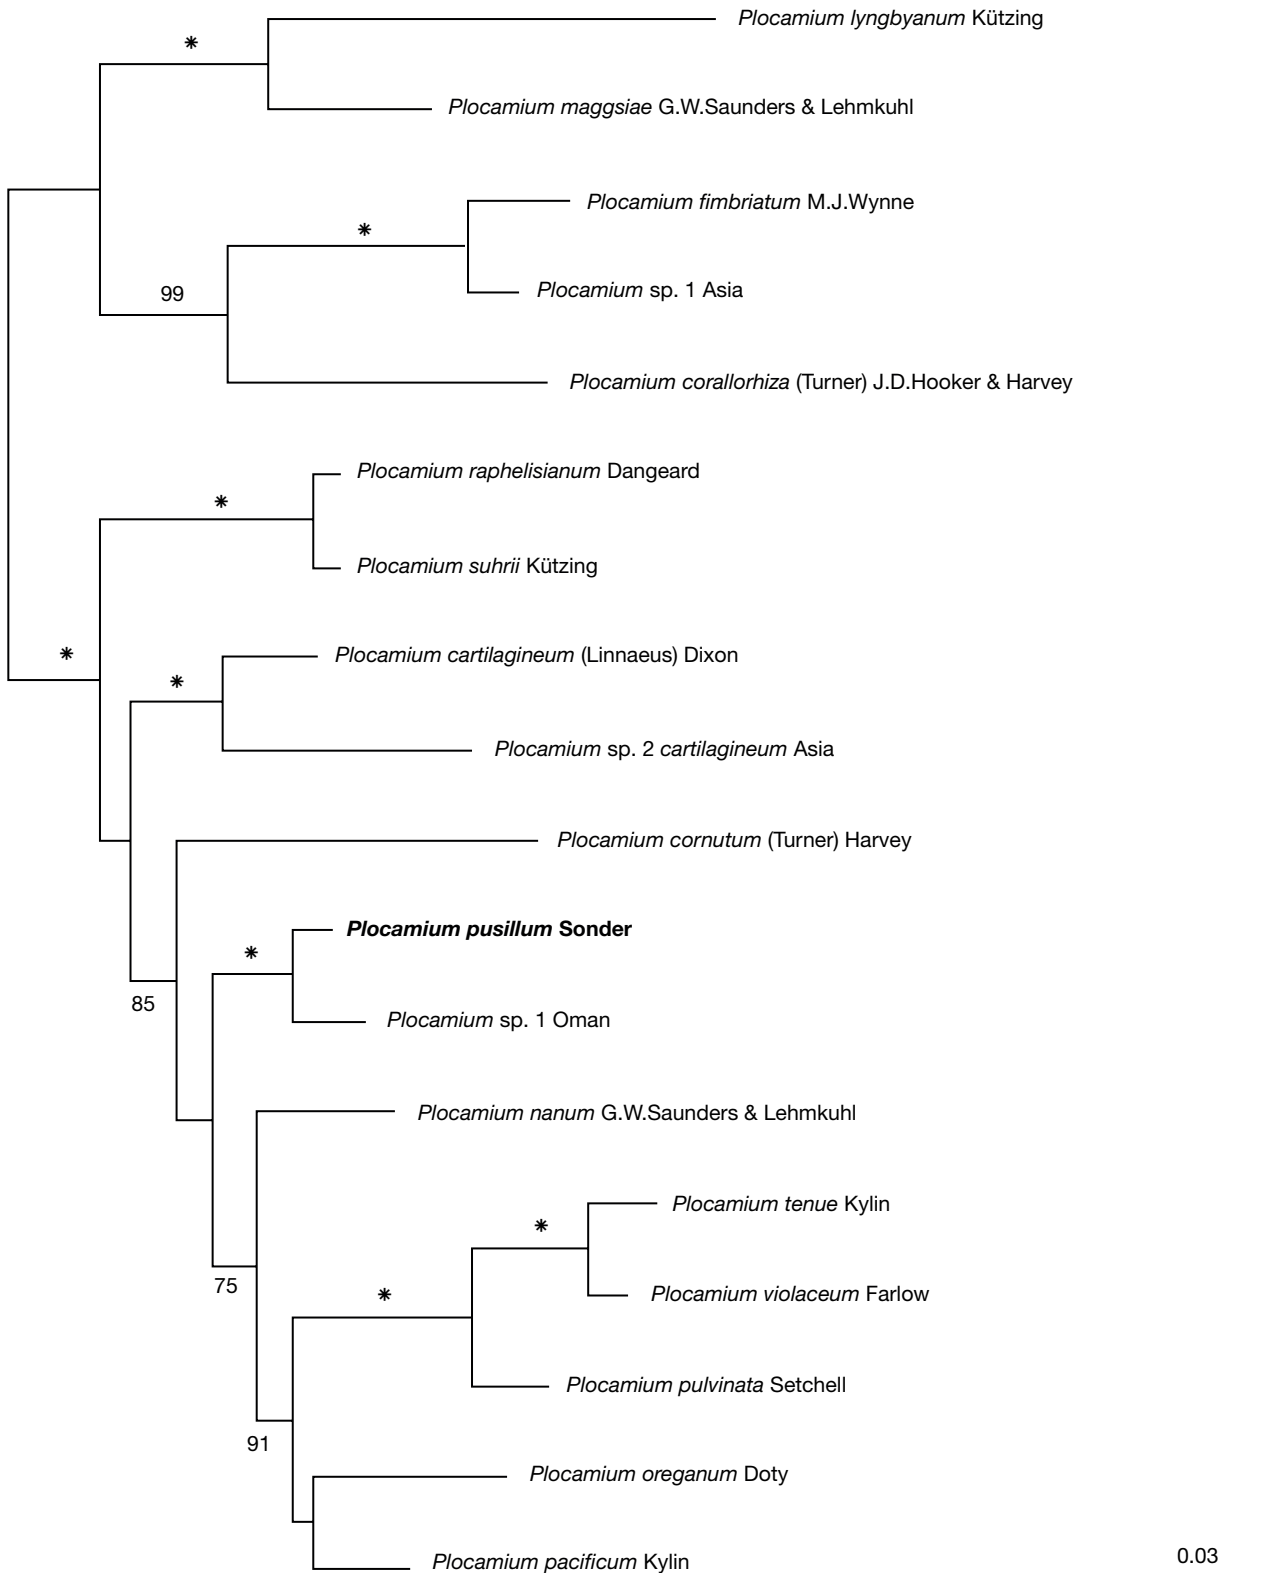 *
Plocamium lyngbyanum Kützing
Plocamium maggsiae G.W.Saunders & Lehmkuhl
Plocamium fimbriatum M.J.Wynne
*
Plocamium sp. 1 Asia
99
Plocamium corallorhiza (Turner) J.D.Hooker & Harvey
Plocamium raphelisianum Dangeard
*
Plocamium suhrii Kützing
*
Plocamium cartilagineum (Linnaeus) Dixon
*
Plocamium sp. 2 cartilagineum Asia
Plocamium cornutum (Turner) Harvey
Plocamium pusillum Sonder
*
85
Plocamium sp. 1 Oman
Plocamium nanum G.W.Saunders & Lehmkuhl
Plocamium tenue Kylin
*
75
*
Plocamium violaceum Farlow
Plocamium pulvinata Setchell
91
Plocamium oreganum Doty
Plocamium pacificum Kylin
0.03